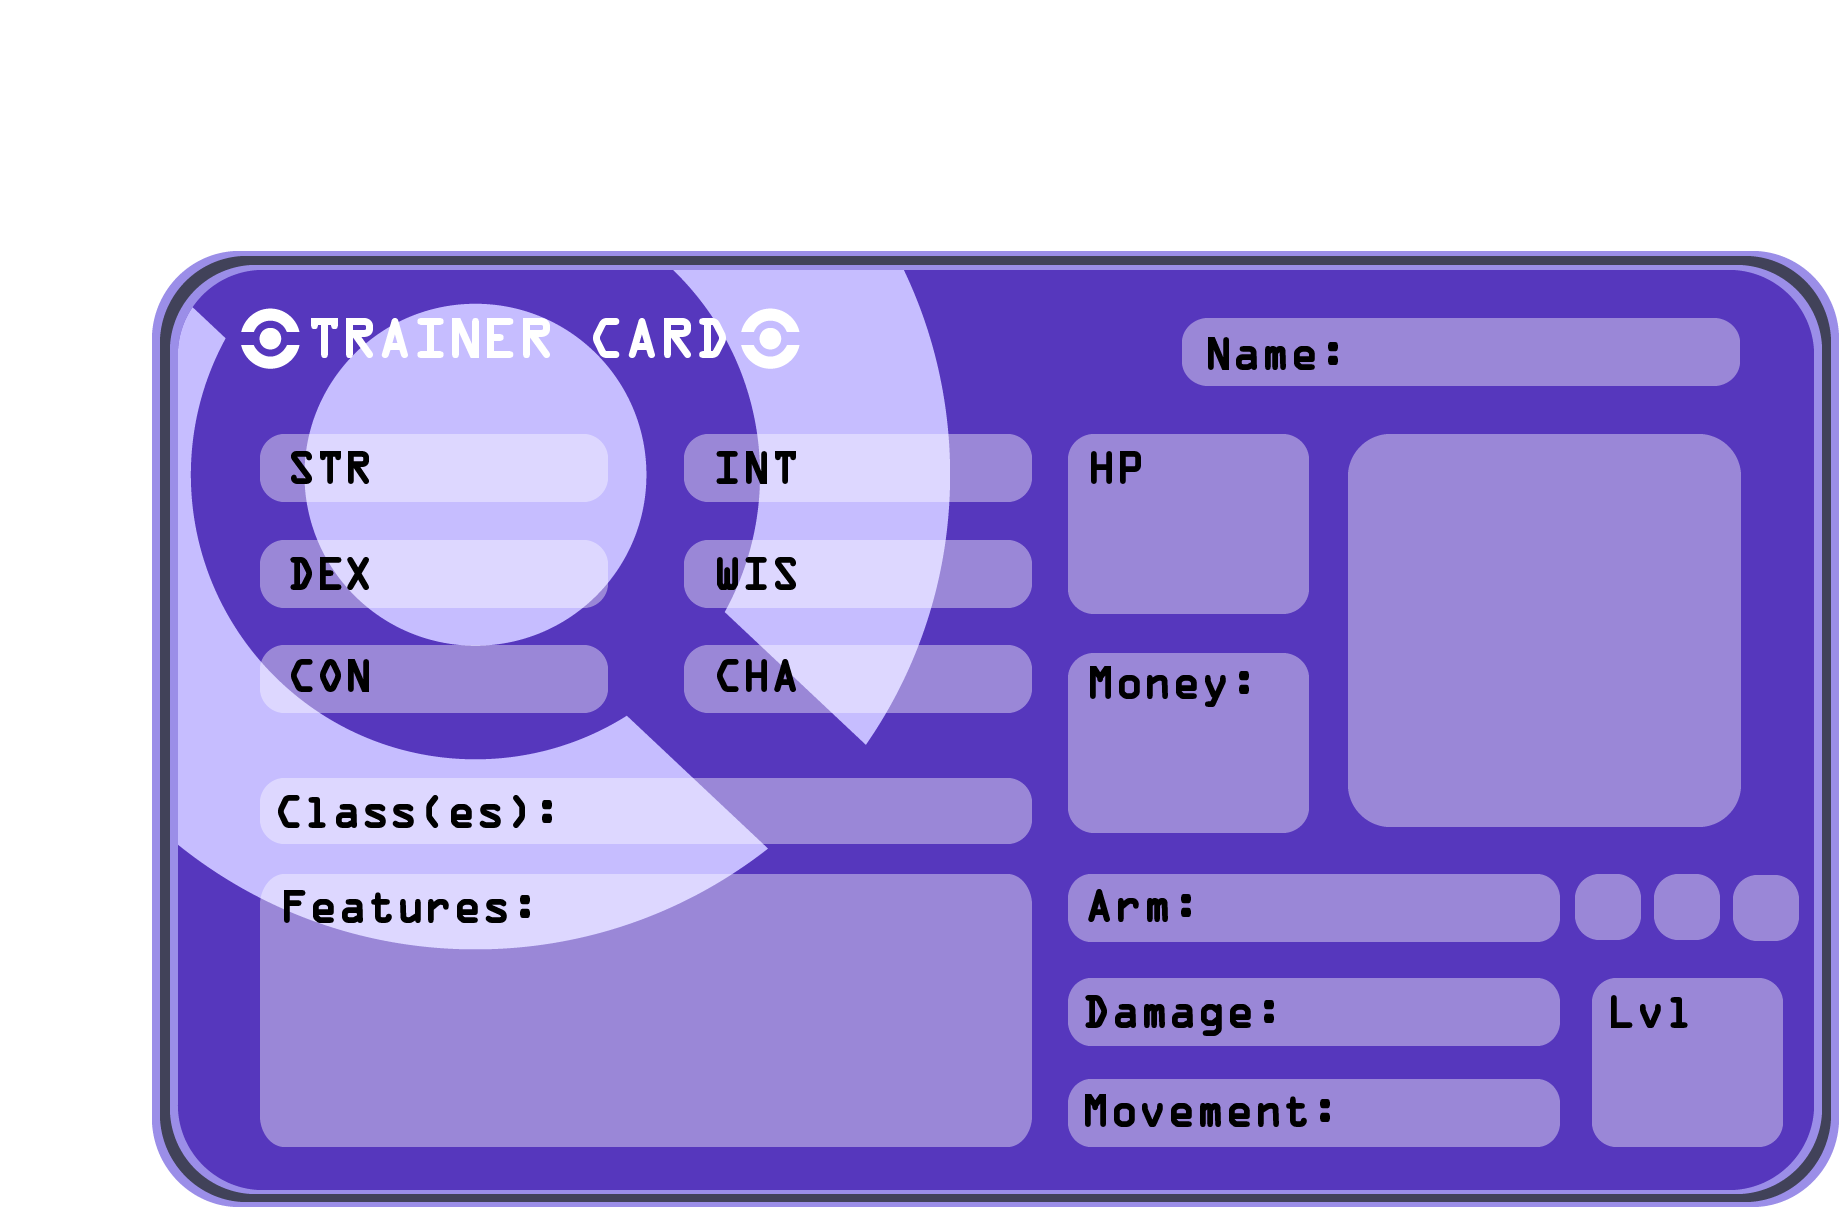 TRAINER CARD
Name:
STR
INT
HP
DEX
WIS
CON
CHA
Money:
Class(es):
Features:
Arm:
Damage:
Lvl
Movement: